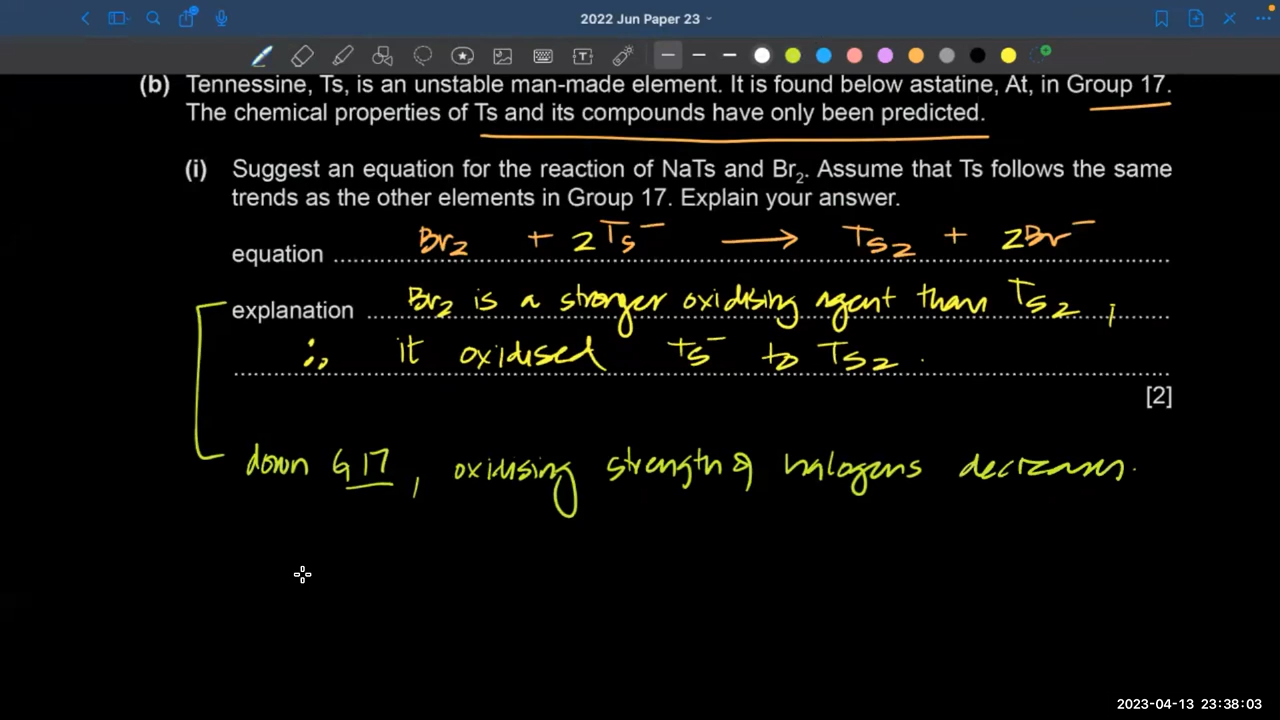 2022 Jun Paper 23
(b) Tennessine, Ts, is an unstable man-made element. It is found below astatine, At, in Group 17.
The chemical properties of Ts and its compounds have only been predicted.
(i) Suggest an equation for the reaction of NaTs and Br₂. Assume that Ts follows the same
trends as the other elements in Group 17. Explain your answer.
equation Br₂ + 2Ts⁻ → Ts₂ + 2Br⁻
explanation Br₂ is a stronger oxidising agent than Ts₂,
∴ it oxidised Ts⁻ to Ts₂.
[2]
down G17, oxidising strength of halogens decreases.
2023-04-13 23:38:03